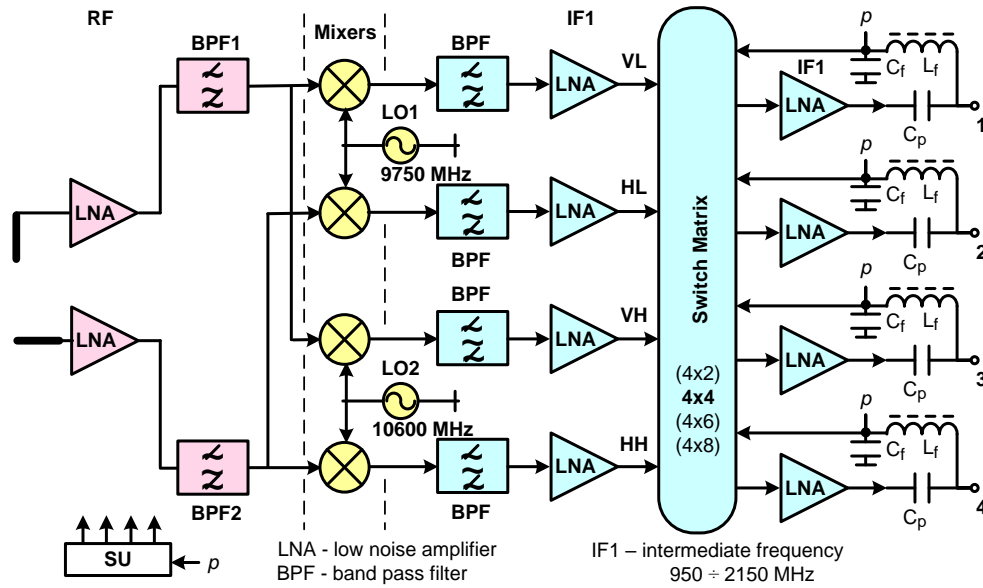 RF
Mixers
IF1
BPF1
BPF
p
LNA
VL
IF1
Cf
Lf
LNA
Cp
1
LO1
9750 MHz
LNA
LNA
HL
BPF
p
Cf
Lf
LNA
Cp
2
Switch Matrix
BPF
LNA
LNA
VH
p
Cf
Lf
LNA
Cp
3
LO2
10600 MHz
(4x2)
4x4
(4x6)
(4x8)
BPF2
BPF
LNA
HH
p
Cf
Lf
LNA
Cp
4
SU
p
LNA - low noise amplifier
BPF - band pass filter
IF1 – intermediate frequency
950 ÷ 2150 MHz